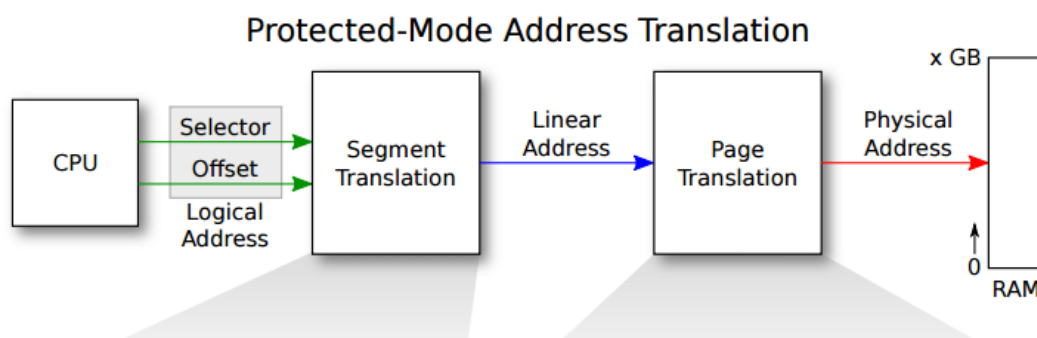 Protected-Mode Address Translation
CPU
Selector
Offset
Logical
Address
Segment
Translation
Linear
Address
Page
Translation
Physical
Address
x GB
0
RAM